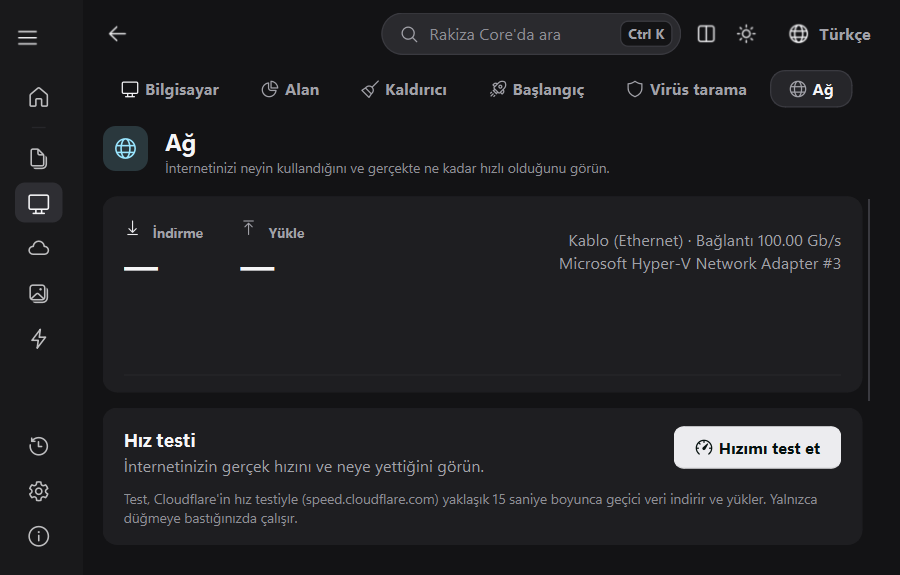 Rakiza Core'da ara
Ctrl K
Türkçe
Bilgisayar
Alan
Kaldırıcı
Başlangıç
Virüs tarama
Ağ
Ağ
İnternetinizi neyin kullandığını ve gerçekte ne kadar hızlı olduğunu görün.
İndirme
Yükle
Kablo (Ethernet) · Bağlantı 100.00 Gb/s
Microsoft Hyper-V Network Adapter #3
Hız testi
İnternetinizin gerçek hızını ve neye yettiğini görün.
Hızımı test et
Test, Cloudflare'in hız testiyle (speed.cloudflare.com) yaklaşık 15 saniye boyunca geçici veri indirir ve yükler. Yalnızca
düğmeye bastığınızda çalışır.